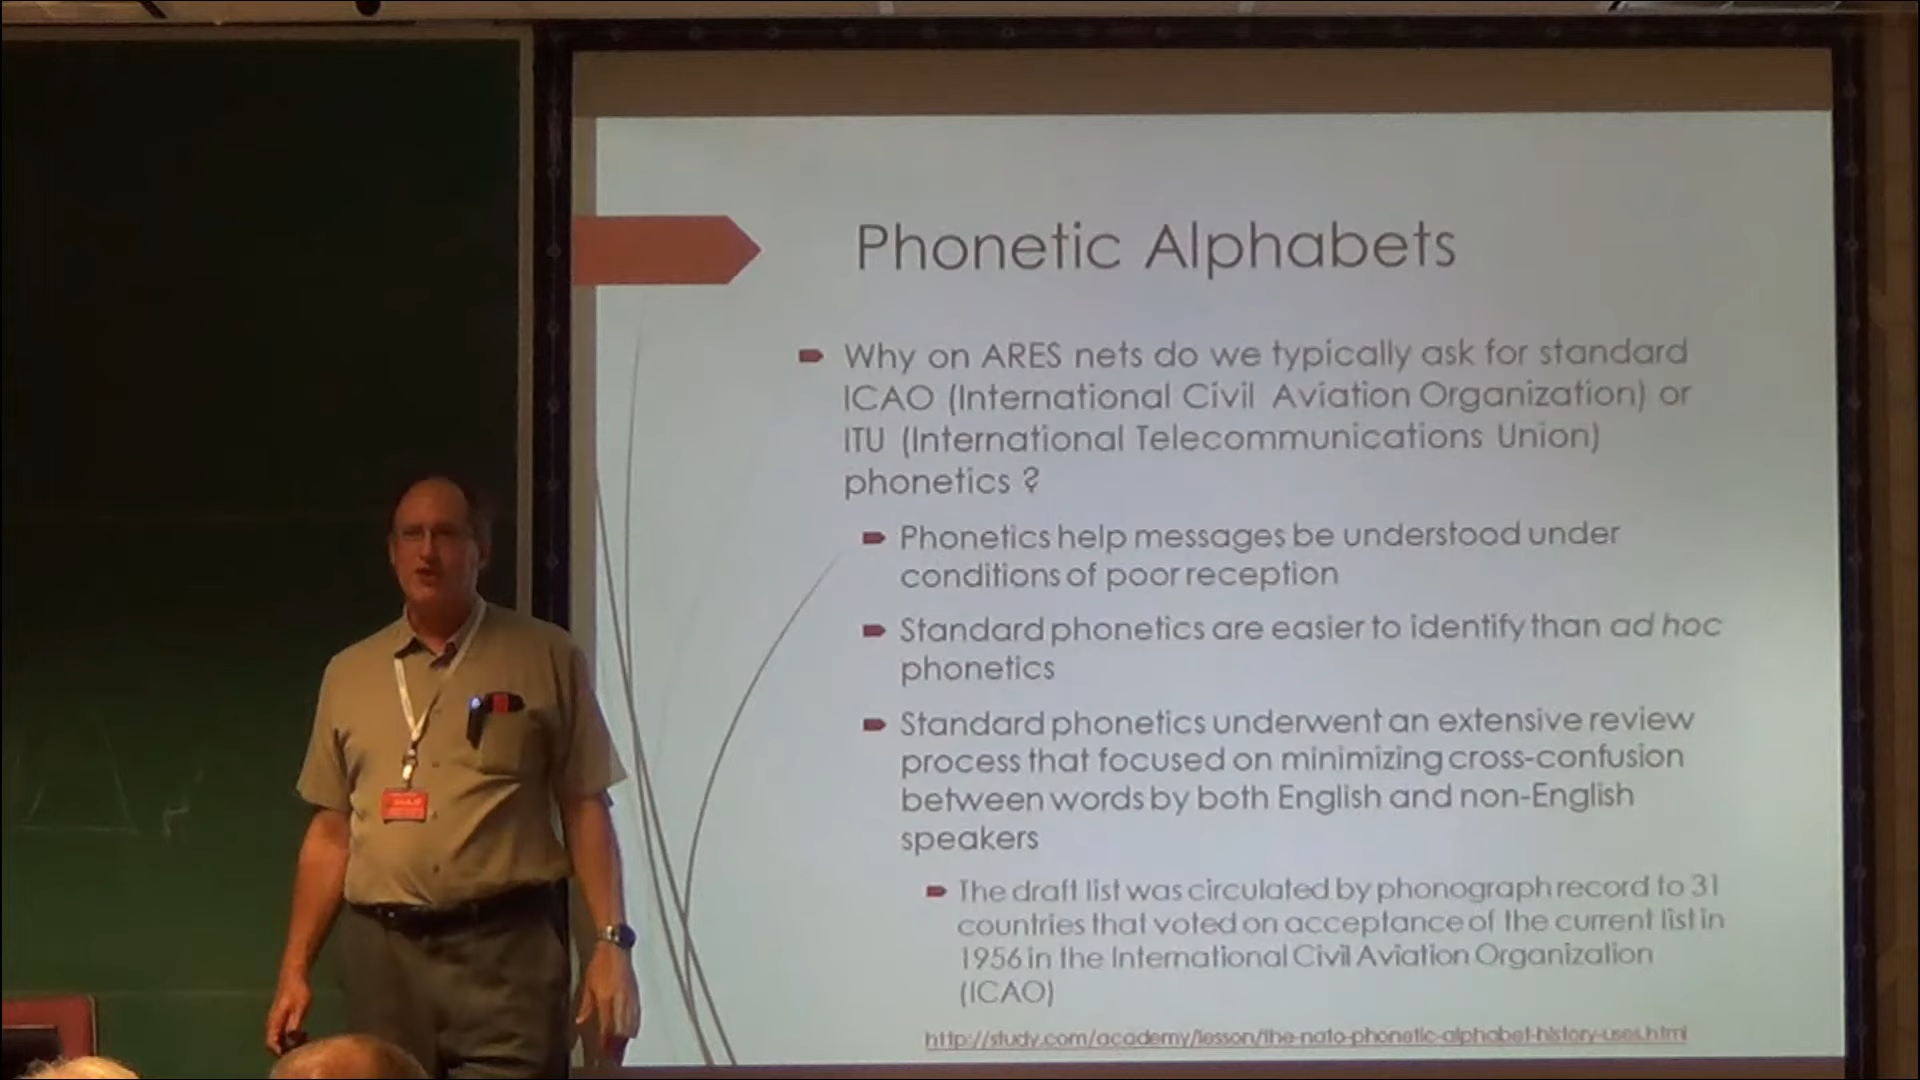 Phonetic Alphabets
Why on ARES nets do we typically ask for standard
ICAO (International Civil Aviation Organization) or
ITU (International Telecommunications Union)
phonetics ?
Phonetics help messages be understood under
conditions of poor reception
Standard phonetics are easier to identify than ad hoc
phonetics
Standard phonetics underwent an extensive review
process that focused on minimizing cross-confusion
between words by both English and non-English
speakers
The draft list was circulated by phonograph record to 31
countries that voted on acceptance of the current list in
1956 in the International Civil Aviation Organization
(ICAO)
http://study.com/academy/lesson/the-nato-phonetic-alphabet-history-uses.html